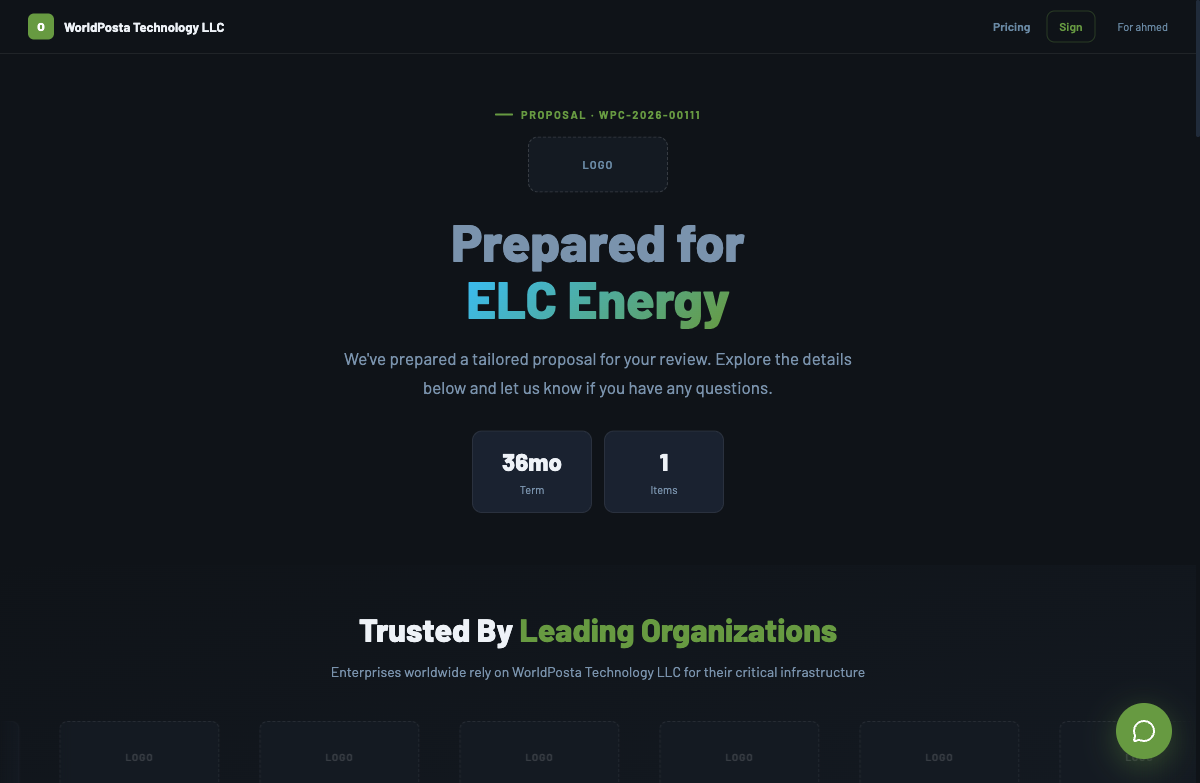 O WorldPosta Technology LLC Pricing Sign For ahmed
PROPOSAL · WPC-2026-00111
LOGO
Prepared for
ELC Energy
We've prepared a tailored proposal for your review. Explore the details
below and let us know if you have any questions.
36mo 1
Term Items
Trusted By Leading Organizations
Enterprises worldwide rely on WorldPosta Technology LLC for their critical infrastructure
LOGO LOGO LOGO LOGO LOGO LOGO